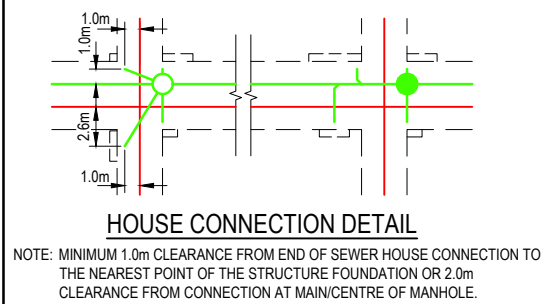 1.0m
1.0m
2.6m
1.0m
HOUSE CONNECTION DETAIL
NOTE: MINIMUM 1.0m CLEARANCE FROM END OF SEWER HOUSE CONNECTION TO
THE NEAREST POINT OF THE STRUCTURE FOUNDATION OR 2.0m
CLEARANCE FROM CONNECTION AT MAIN/CENTRE OF MANHOLE.